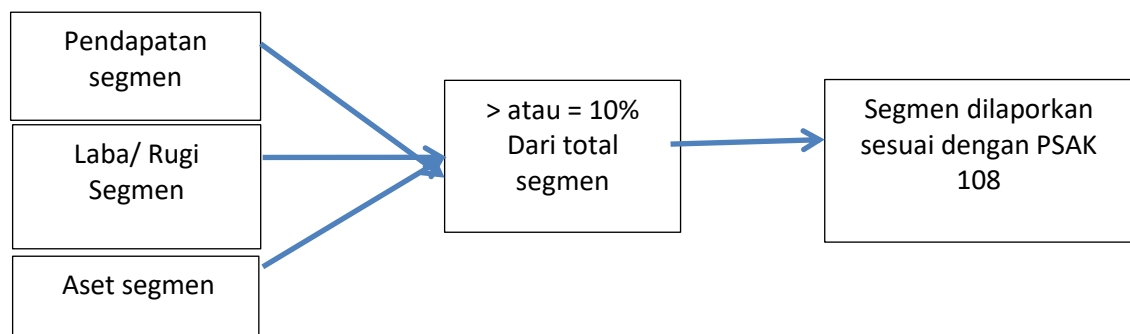 Pendapatan
segmen
Laba/ Rugi
Segmen
Aset segmen
> atau = 10%
Dari total
segmen
Segmen dilaporkan
sesuai dengan PSAK
108